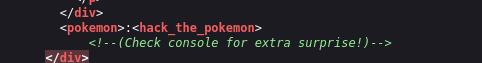 </div>
<pokemon>:<hack_the_pokemon>
<!--(Check console for extra surprise!)-->
</div>